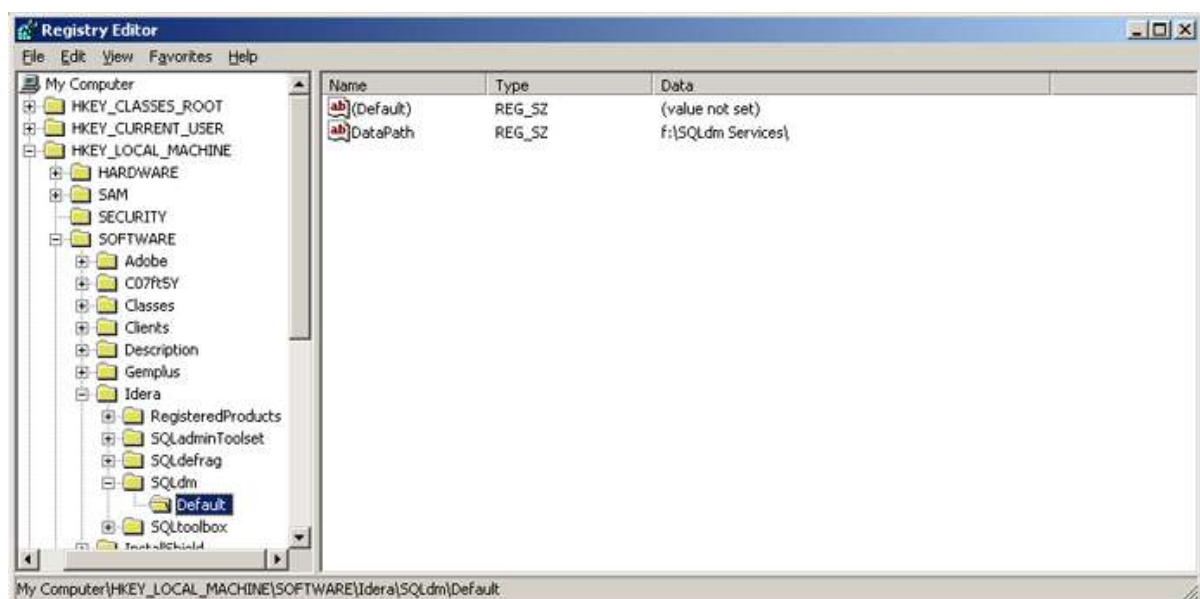 Registry Editor
File Edit View Favorites Help
My Computer
HKEY_CLASSES_ROOT
HKEY_CURRENT_USER
HKEY_LOCAL_MACHINE
HARDWARE
SAM
SECURITY
SOFTWARE
Adobe
C07ft5Y
Classes
Clients
Description
Gemplus
Idera
RegisteredProducts
SQLadminToolset
SQLdefrag
SQLdm
Default
SQLtoolbox
InstallShield
Name Type Data
(Default) REG_SZ (value not set)
DataPath REG_SZ f:\SQLdm Services\
My Computer\HKEY_LOCAL_MACHINE\SOFTWARE\Idera\SQLdm\Default